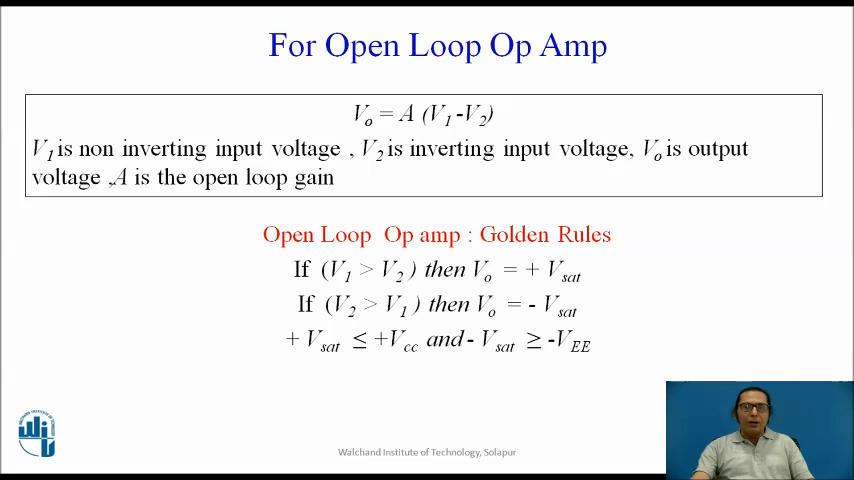 For Open Loop Op Amp
Vo = A (V1 -V2)
V1 is non inverting input voltage , V2 is inverting input voltage, Vo is output
voltage ,A is the open loop gain
Open Loop Op amp : Golden Rules
If (V1 > V2 ) then Vo = + Vsat
If (V2 > V1 ) then Vo = - Vsat
+ Vsat ≤ +Vcc and - Vsat ≥ -VEE
Walchand Institute of Technology, Solapur